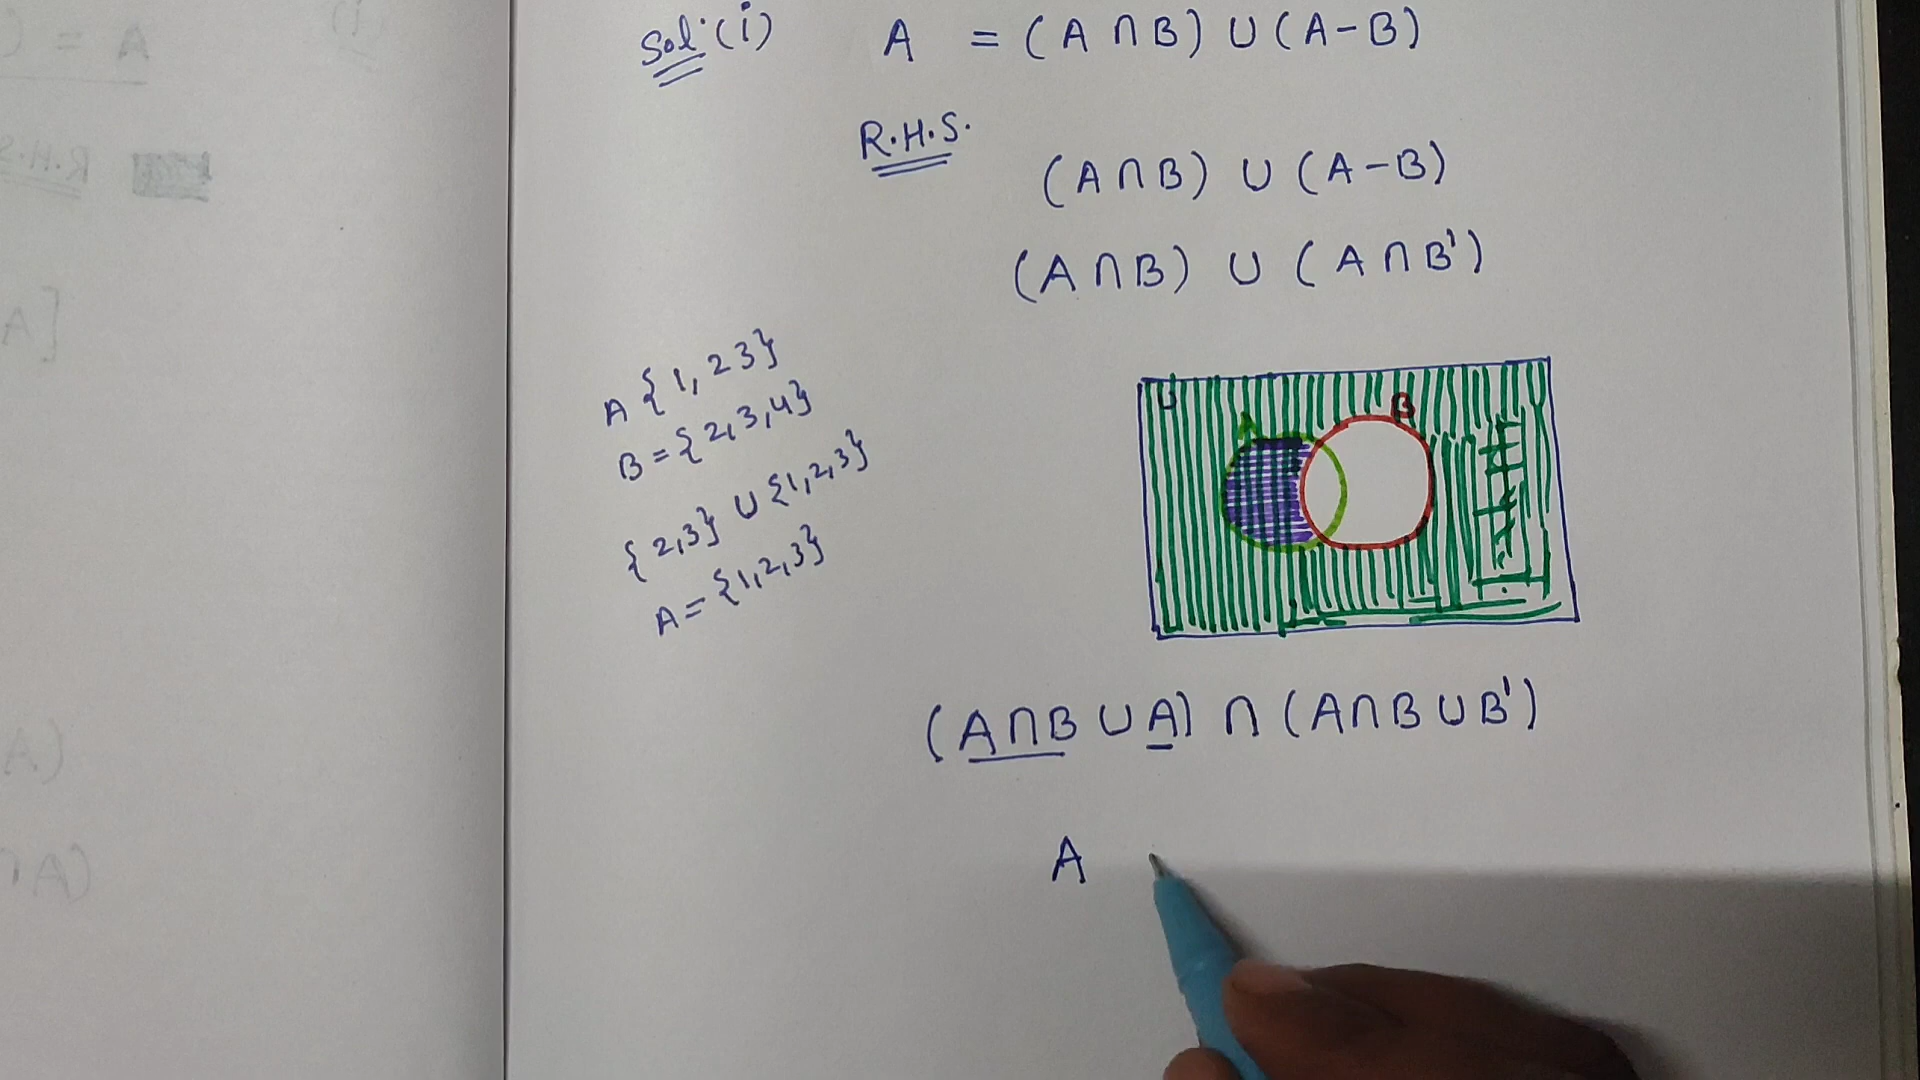 Sol. (i) A = (A ∩ B) ∪ (A - B)
R.H.S.
(A ∩ B) ∪ (A - B)
(A ∩ B) ∪ (A ∩ B')
A {1, 2 3}
B = {2, 3, 4}
{2,3} ∪ {1,2,3}
A = {1,2,3}
U
A
B
(A ∩ B ∪ A) ∩ (A ∩ B ∪ B')
A